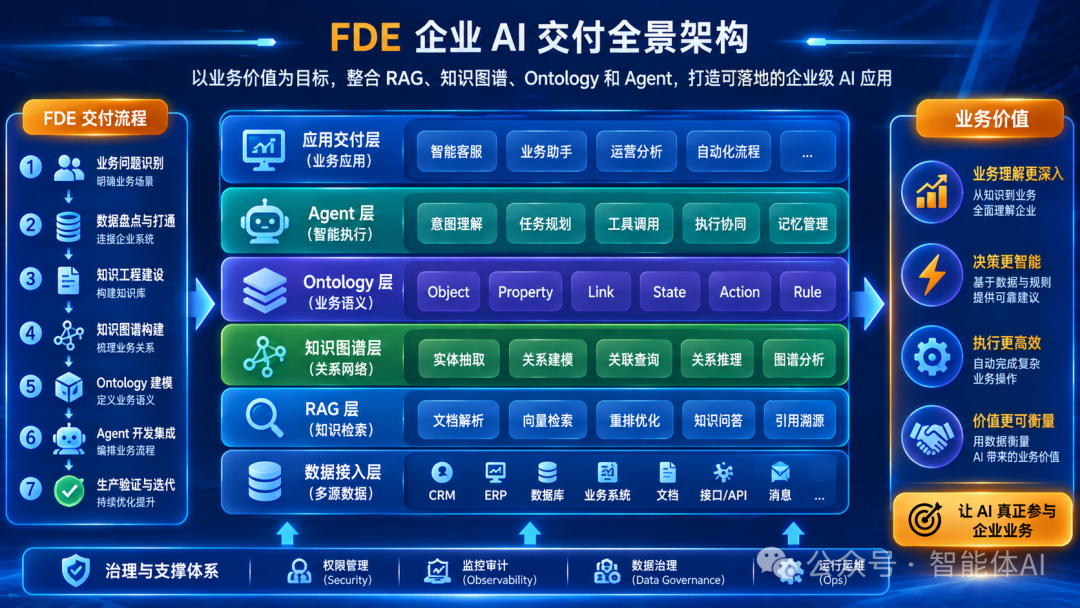 FDE 企业 AI 交付全景架构
以业务价值为目标，整合 RAG、知识图谱、Ontology 和 Agent，打造可落地的企业级 AI 应用
FDE 交付流程
1
业务问题识别
明确业务场景
2
数据盘点与打通
连接企业系统
3
知识工程建设
构建知识库
4
知识图谱构建
梳理业务关系
5
Ontology 建模
定义业务语义
6
Agent 开发集成
编排业务流程
7
生产验证与迭代
持续优化提升
应用交付层
（业务应用）
智能客服
业务助手
运营分析
自动化流程
...
Agent 层
（智能执行）
意图理解
任务规划
工具调用
执行协同
记忆管理
Ontology 层
（业务语义）
Object
Property
Link
State
Action
Rule
知识图谱层
（关系网络）
实体抽取
关系建模
关联查询
关系推理
图谱分析
RAG 层
（知识检索）
文档解析
向量检索
重排优化
知识问答
引用溯源
数据接入层
（多源数据）
CRM
ERP
数据库
业务系统
文档
接口/API
消息
...
业务价值
业务理解更深入
从知识到业务
全面理解企业
决策更智能
基于数据与规则
提供可靠建议
执行更高效
自动完成复杂
业务操作
价值更可衡量
用数据衡量
AI 带来的业务价值
让 AI 真正参与
企业业务
治理与支撑体系
权限管理
(Security)
监控审计
(Observability)
数据治理
(Data Governance)
运行运维
(Ops)
公众号 · 智能体AI